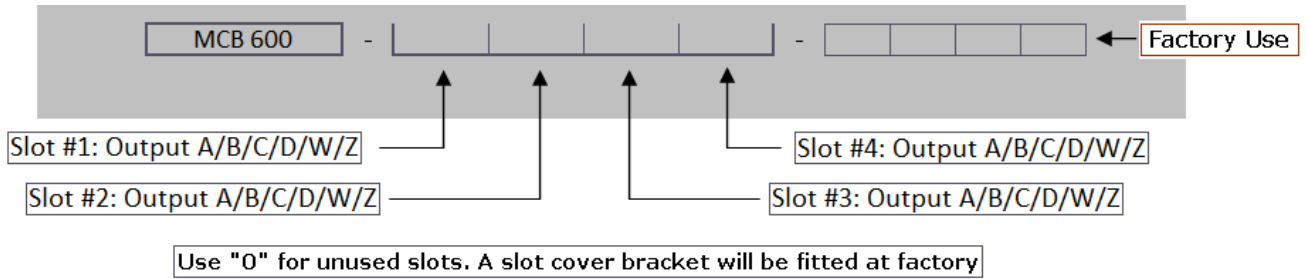 MCB 600 - - Factory Use
Slot #1: Output A/B/C/D/W/Z
Slot #4: Output A/B/C/D/W/Z
Slot #2: Output A/B/C/D/W/Z
Slot #3: Output A/B/C/D/W/Z
Use "0" for unused slots. A slot cover bracket will be fitted at factory